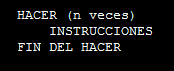 HACER (n veces)
INSTRUCCIONES
FIN DEL HACER